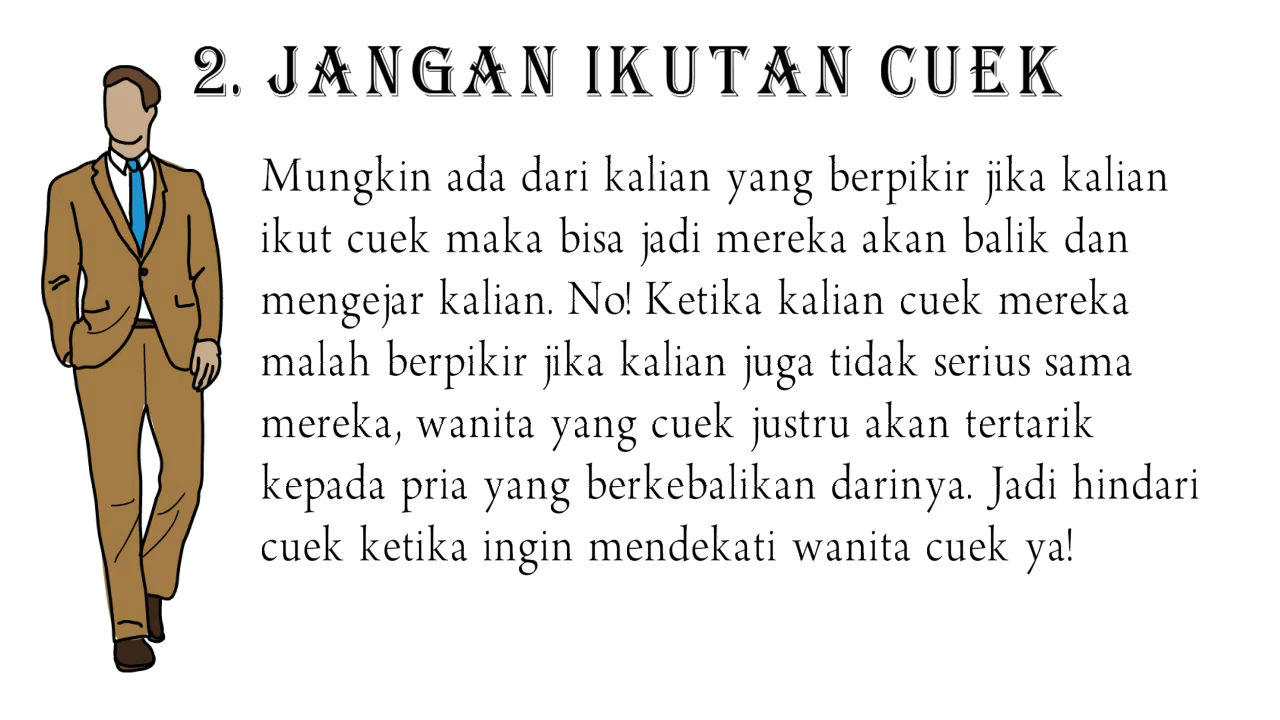 2. JANGAN IKUTAN CUEK
Mungkin ada dari kalian yang berpikir jika kalian
ikut cuek maka bisa jadi mereka akan balik dan
mengejar kalian. No! Ketika kalian cuek mereka
malah berpikir jika kalian juga tidak serius sama
mereka, wanita yang cuek justru akan tertarik
kepada pria yang berkebalikan darinya. Jadi hindari
cuek ketika ingin mendekati wanita cuek ya!